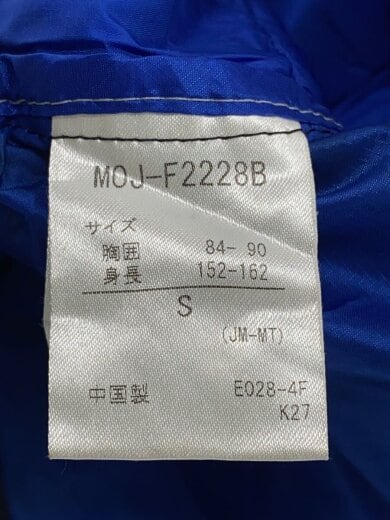 MOJ-F2228B
サイズ
胸囲 84- 90
身長 152-162
S
(JM-MT)
中国製 E028-4F
K27